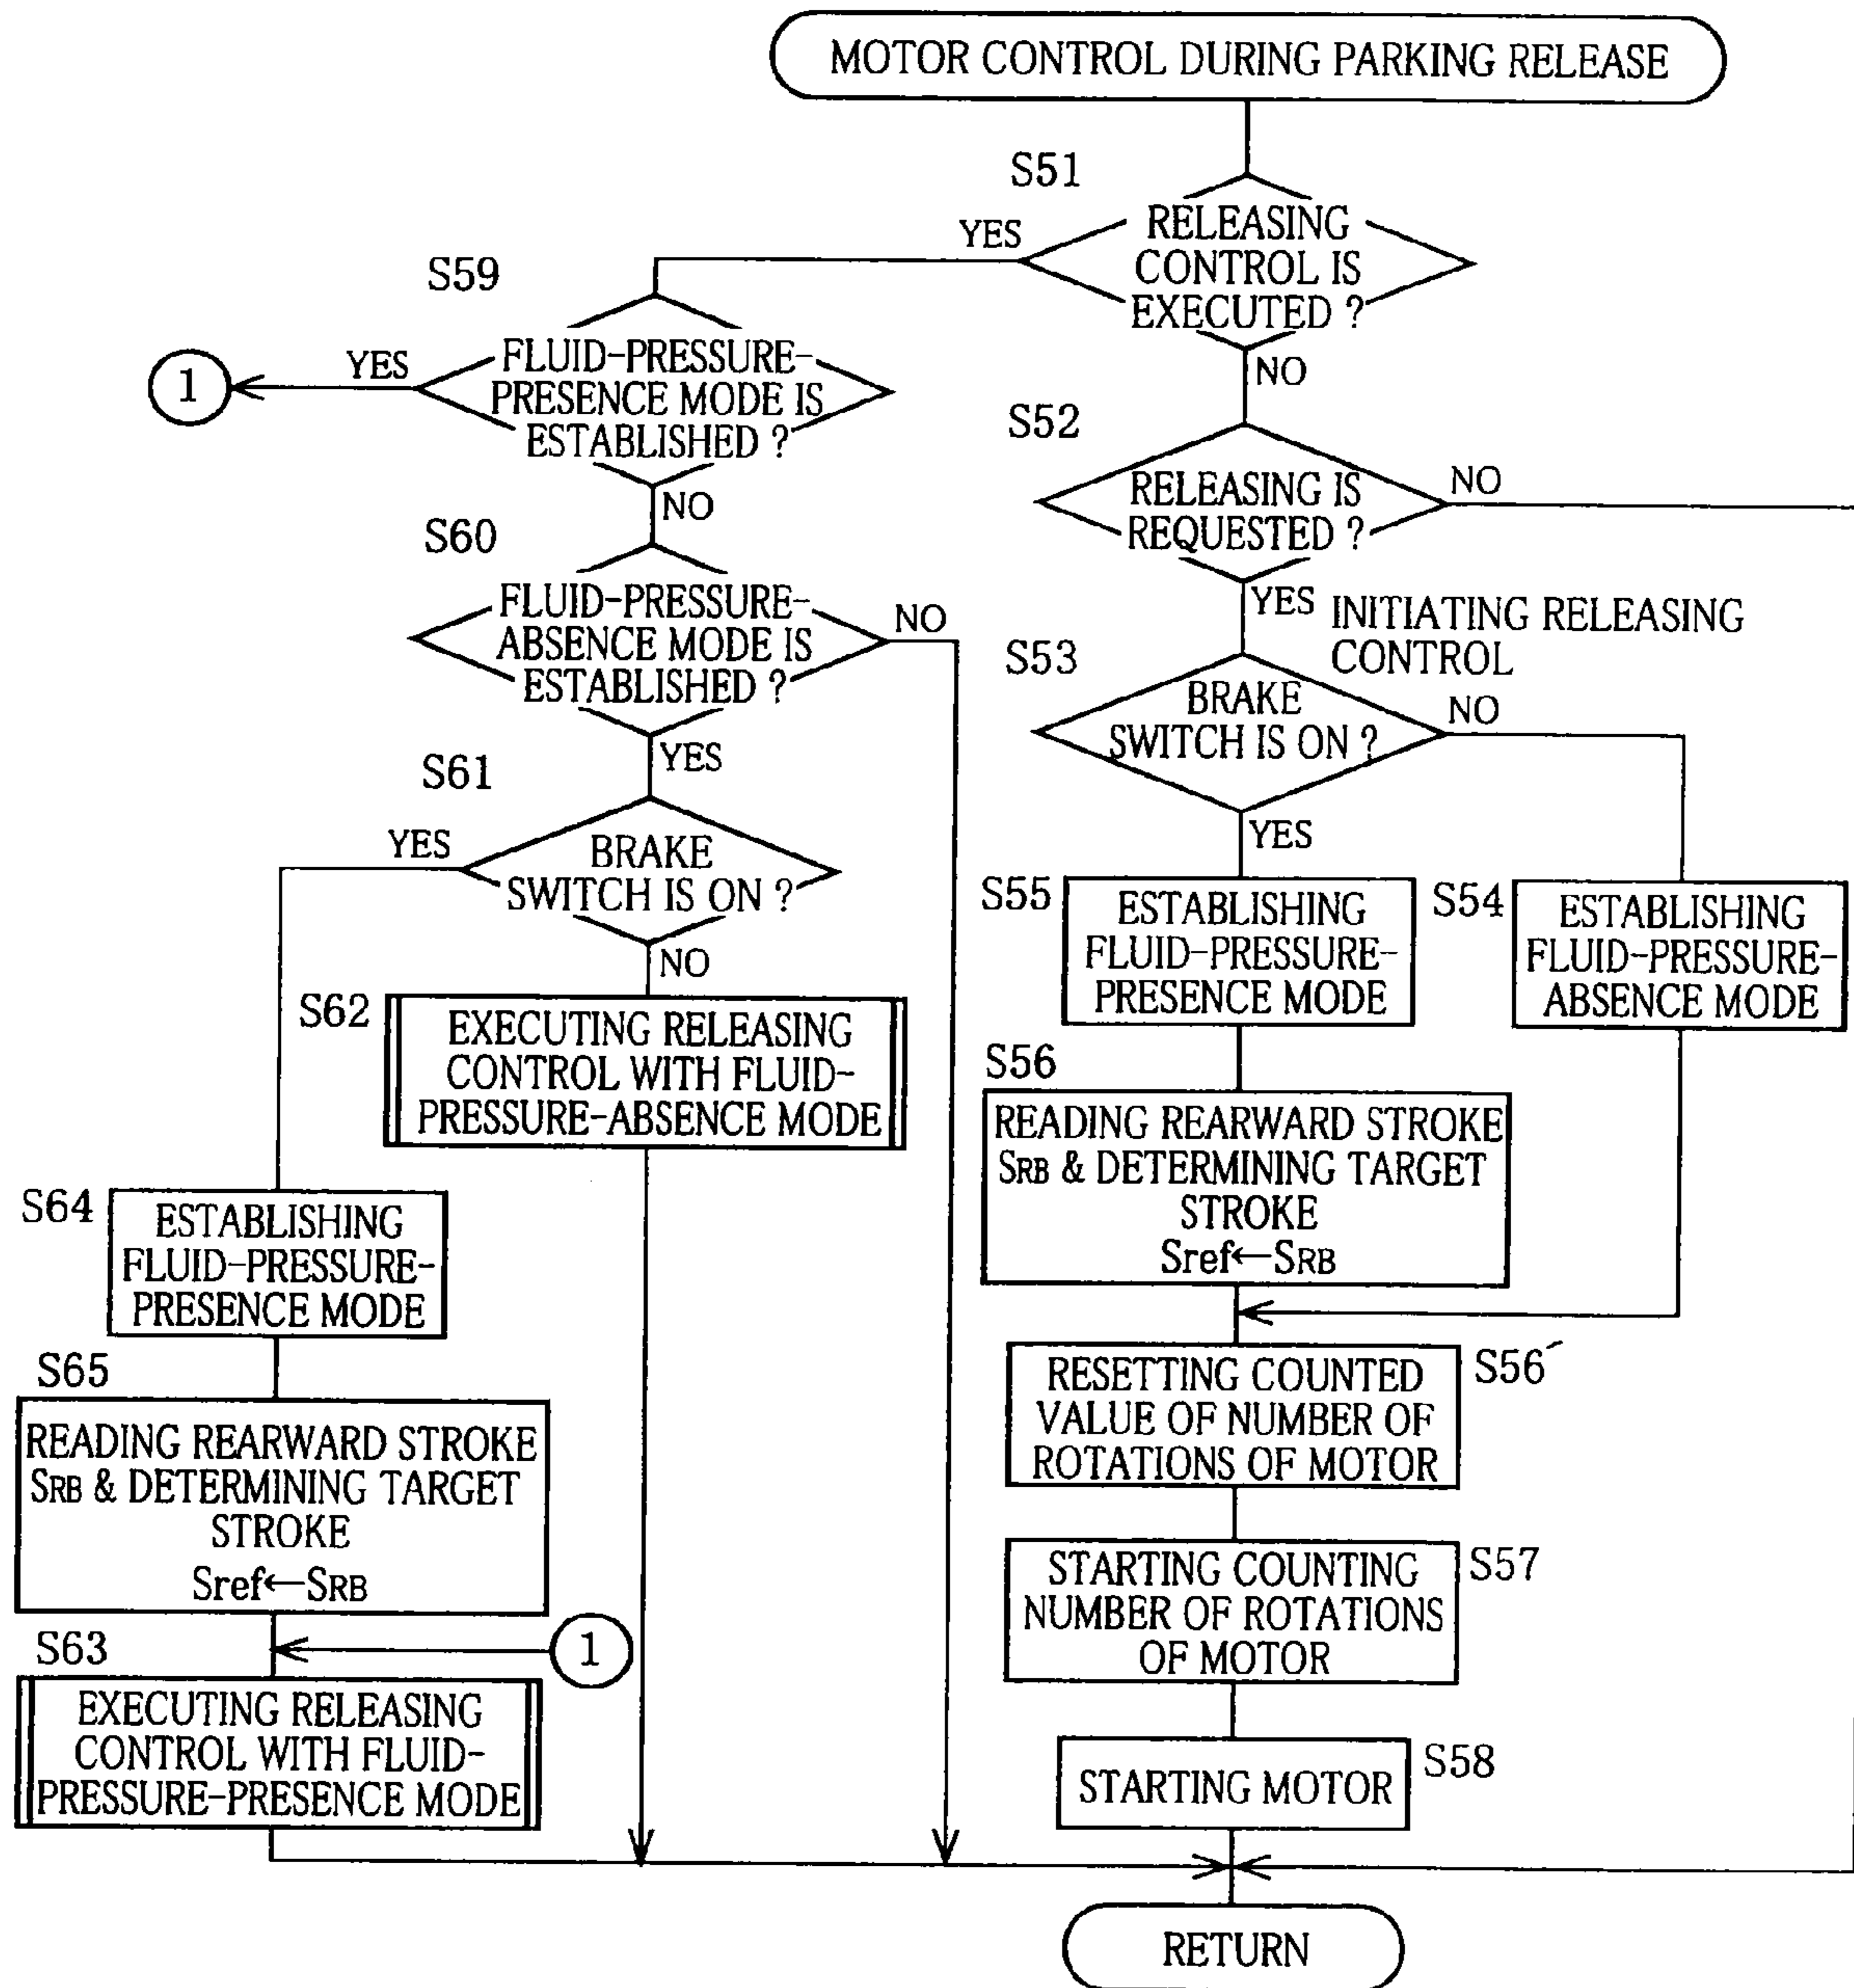 MOTOR CONTROL DURING PARKING RELEASE
S51
RELEASING
CONTROL IS
EXECUTED ?
YES
NO
S59
FLUID-PRESSURE-
PRESENCE MODE IS
ESTABLISHED ?
YES
1
NO
S52
RELEASING IS
REQUESTED ?
NO
YES
INITIATING RELEASING
CONTROL
S60
FLUID-PRESSURE-
ABSENCE MODE IS
ESTABLISHED ?
NO
YES
S53
BRAKE
SWITCH IS ON ?
NO
YES
S61
BRAKE
SWITCH IS ON ?
YES
NO
S55
ESTABLISHING
FLUID-PRESSURE-
PRESENCE MODE
S54
ESTABLISHING
FLUID-PRESSURE-
ABSENCE MODE
S62
EXECUTING RELEASING
CONTROL WITH FLUID-
PRESSURE-ABSENCE MODE
S56
READING REARWARD STROKE
SRB & DETERMINING TARGET
STROKE
Sref←SRB
S64
ESTABLISHING
FLUID-PRESSURE-
PRESENCE MODE
S56′
RESETTING COUNTED
VALUE OF NUMBER OF
ROTATIONS OF MOTOR
S65
READING REARWARD STROKE
SRB & DETERMINING TARGET
STROKE
Sref←SRB
S57
STARTING COUNTING
NUMBER OF ROTATIONS
OF MOTOR
1
S63
EXECUTING RELEASING
CONTROL WITH FLUID-
PRESSURE-PRESENCE MODE
S58
STARTING MOTOR
RETURN